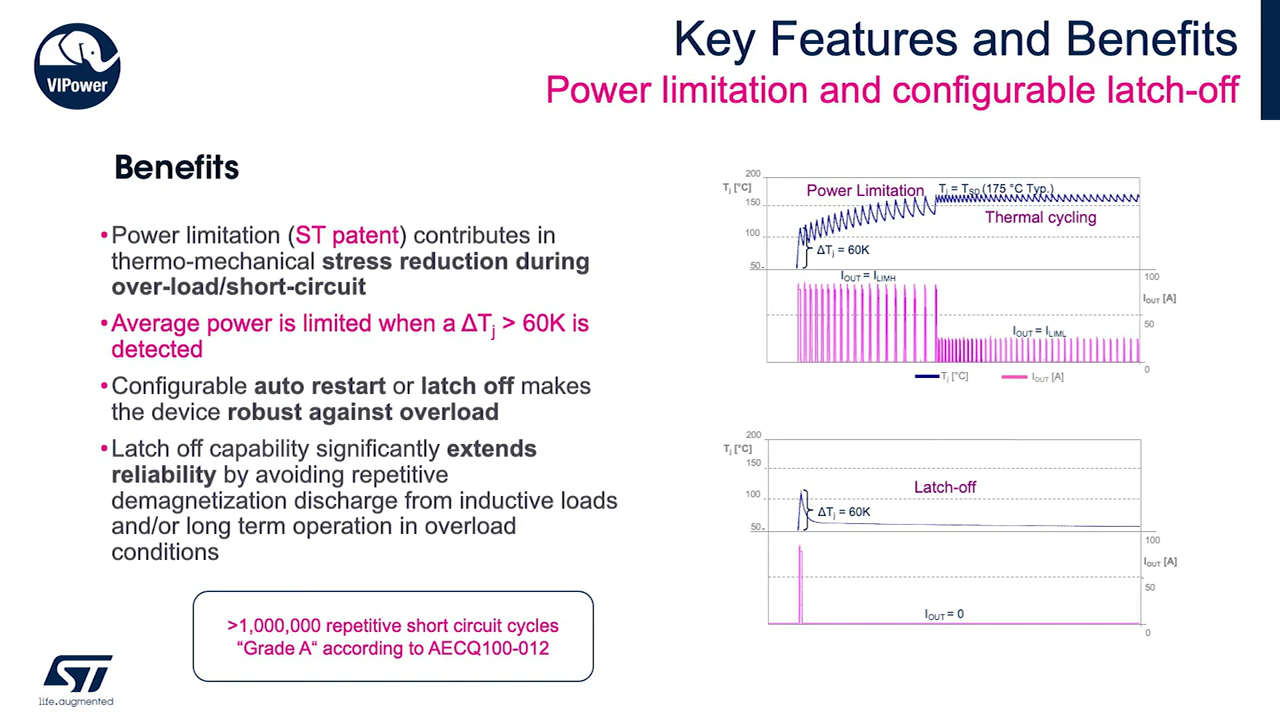 VIPower
Key Features and Benefits
Power limitation and configurable latch-off
Benefits
•Power limitation (ST patent) contributes in
thermo-mechanical stress reduction during
over-load/short-circuit
•Average power is limited when a ΔTj > 60K is
detected
•Configurable auto restart or latch off makes
the device robust against overload
•Latch off capability significantly extends
reliability by avoiding repetitive
demagnetization discharge from inductive loads
and/or long term operation in overload
conditions
>1,000,000 repetitive short circuit cycles
“Grade A“ according to AECQ100-012
ST
life.augmented
200
Tj [°C]
Power Limitation
Tj = TSD (175 °C Typ.)
150
Thermal cycling
100
ΔTj = 60K
50
IOUT = ILIMH
100
IOUT [A]
50
IOUT = ILIML
0
Tj [°C]
IOUT [A]
200
Tj [°C]
150
100
Latch-off
ΔTj = 60K
50
100
IOUT [A]
50
IOUT = 0
0